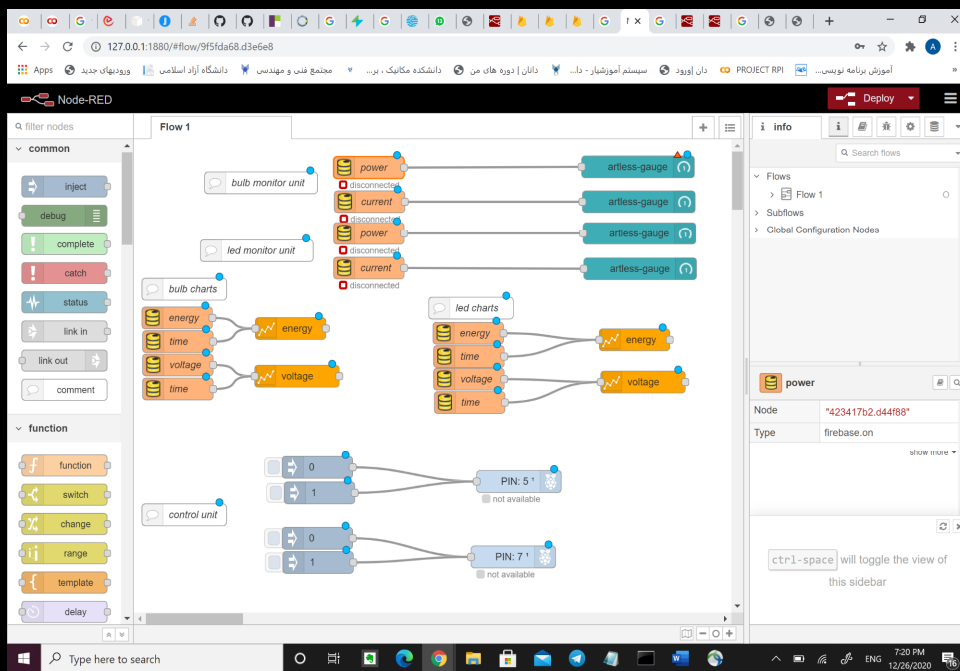 127.0.0.1:1880/#flow/9f5fda68.d3e6e8
A
Apps
ورودیهای جدید
دانشگاه آزاد اسلامی
مجتمع فنی و مهندسی
دانشکده مکانیک ، بر...
دانان | دوره های من
سیستم آموزشیار - دا...
دان |ورود
PROJECT RPI
آموزش برنامه نویسی...
»
Node-RED
Deploy
filter nodes
Flow 1
info
Search flows
common
inject
debug
complete
catch
status
link in
link out
comment
function
function
switch
change
range
template
delay
bulb monitor unit
power
disconnected
artless-gauge
current
disconnected
artless-gauge
led monitor unit
power
disconnected
artless-gauge
current
disconnected
artless-gauge
bulb charts
energy
time
energy
voltage
time
voltage
led charts
energy
time
energy
voltage
time
voltage
control unit
0
1
PIN: 5
not available
0
1
PIN: 7
not available
Flows
Flow 1
Subflows
Global Configuration Nodes
power
Node
"423417b2.d44f88"
Type
firebase.on
show more
ctrl-space will toggle the view of
this sidebar
Type here to search
ENG
7:20 PM
12/26/2020
16